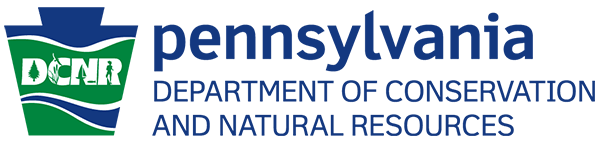 DCNR
pennsylvania
DEPARTMENT OF CONSERVATION
AND NATURAL RESOURCES